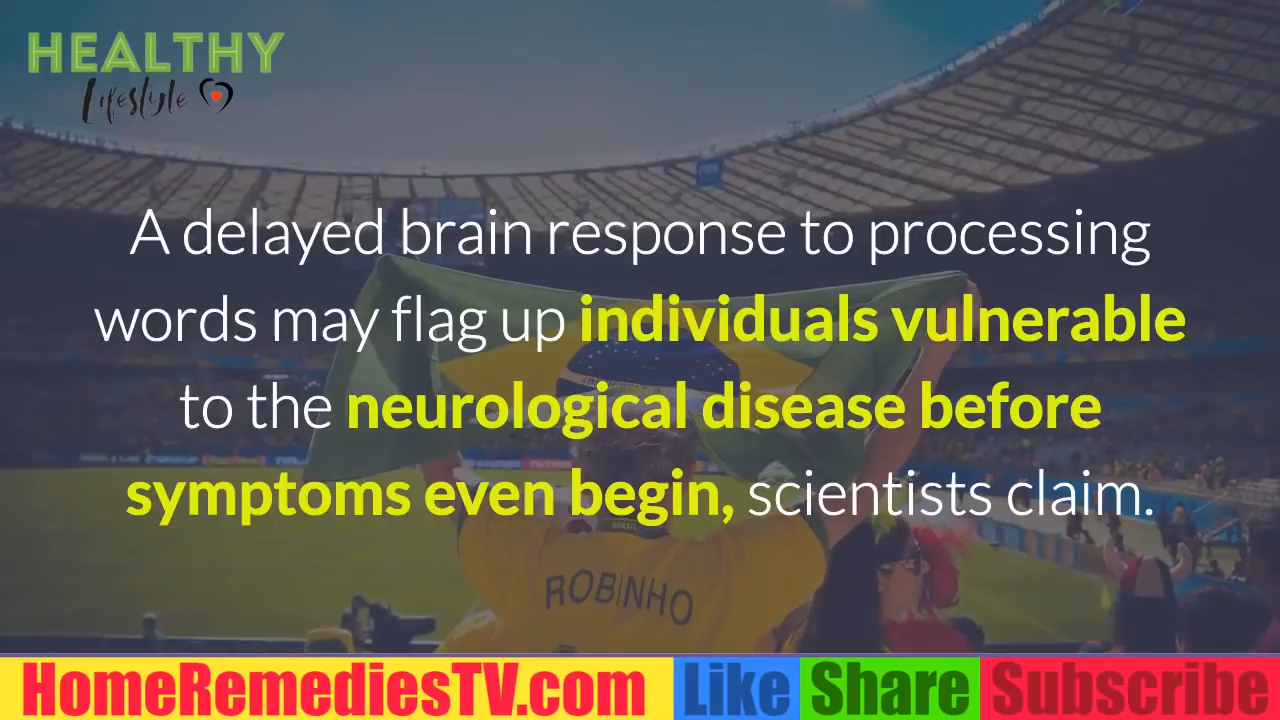 HEALTHY
Lifestyle
A delayed brain response to processing
words may flag up individuals vulnerable
to the neurological disease before
symptoms even begin, scientists claim.
ROBINHO
HomeRemediesTV.com Like Share Subscribe